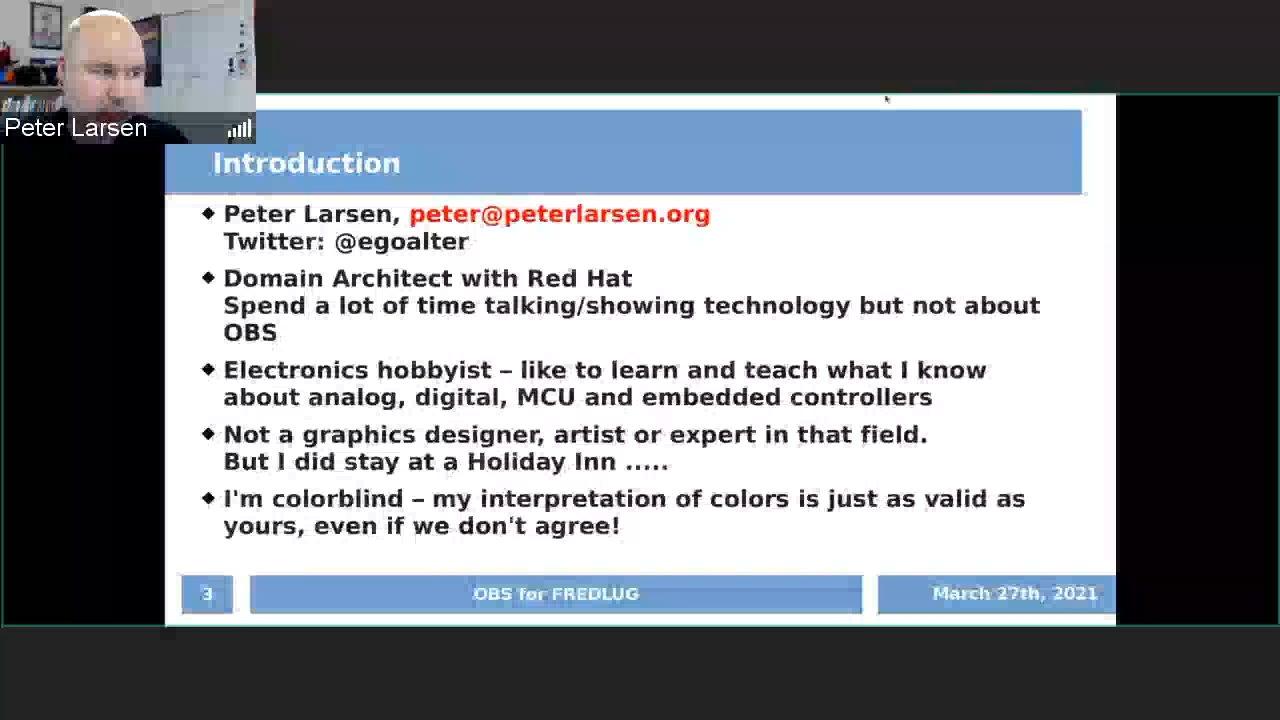 Peter Larsen
Introduction
Peter Larsen, peter@peterlarsen.org
Twitter: @egoalter
Domain Architect with Red Hat
Spend a lot of time talking/showing technology but not about
OBS
Electronics hobbyist – like to learn and teach what I know
about analog, digital, MCU and embedded controllers
Not a graphics designer, artist or expert in that field.
But I did stay at a Holiday Inn .....
I'm colorblind – my interpretation of colors is just as valid as
yours, even if we don't agree!
3
OBS for FREDLUG
March 27th, 2021